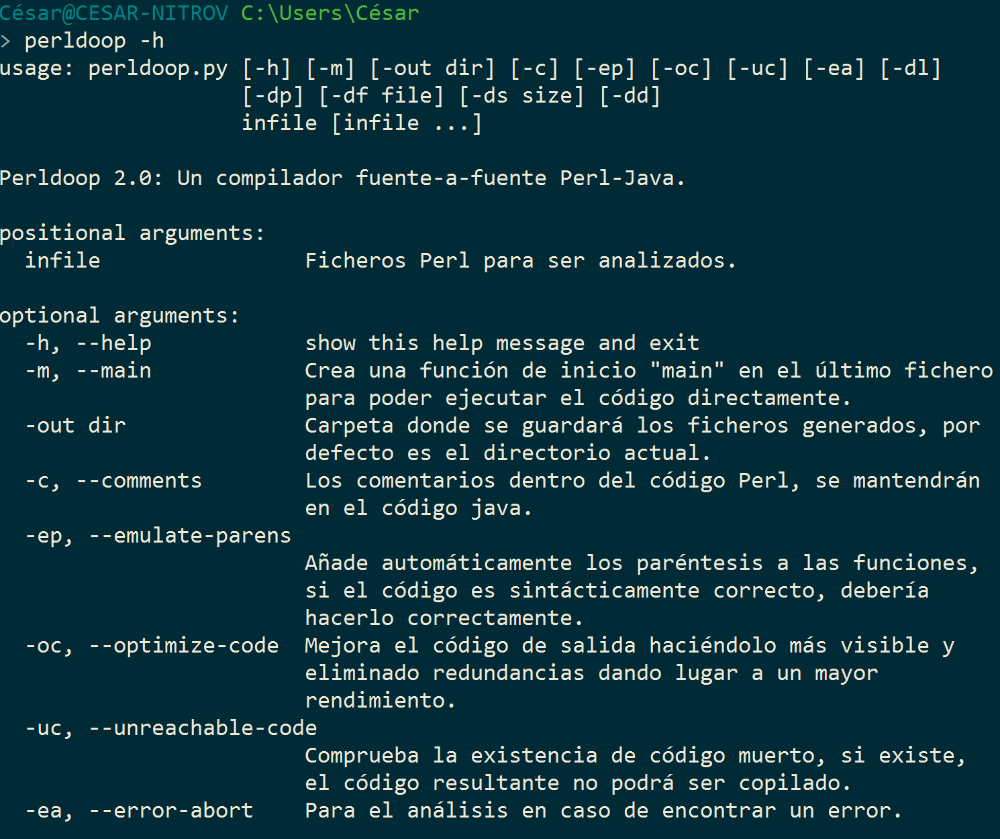 César@CESAR-NITROV C:\Users\César
> perldoop -h
usage: perldoop.py [-h] [-m] [-out dir] [-c] [-ep] [-oc] [-uc] [-ea] [-dl]
[-dp] [-df file] [-ds size] [-dd]
infile [infile ...]
Perldoop 2.0: Un compilador fuente-a-fuente Perl-Java.
positional arguments:
infile Ficheros Perl para ser analizados.
optional arguments:
-h, --help show this help message and exit
-m, --main Crea una función de inicio "main" en el último fichero
para poder ejecutar el código directamente.
-out dir Carpeta donde se guardará los ficheros generados, por
defecto es el directorio actual.
-c, --comments Los comentarios dentro del código Perl, se mantendrán
en el código java.
-ep, --emulate-parens
Añade automáticamente los paréntesis a las funciones,
si el código es sintácticamente correcto, debería
hacerlo correctamente.
-oc, --optimize-code Mejora el código de salida haciéndolo más visible y
eliminado redundancias dando lugar a un mayor
rendimiento.
-uc, --unreachable-code
Comprueba la existencia de código muerto, si existe,
el código resultante no podrá ser copilado.
-ea, --error-abort Para el análisis en caso de encontrar un error.